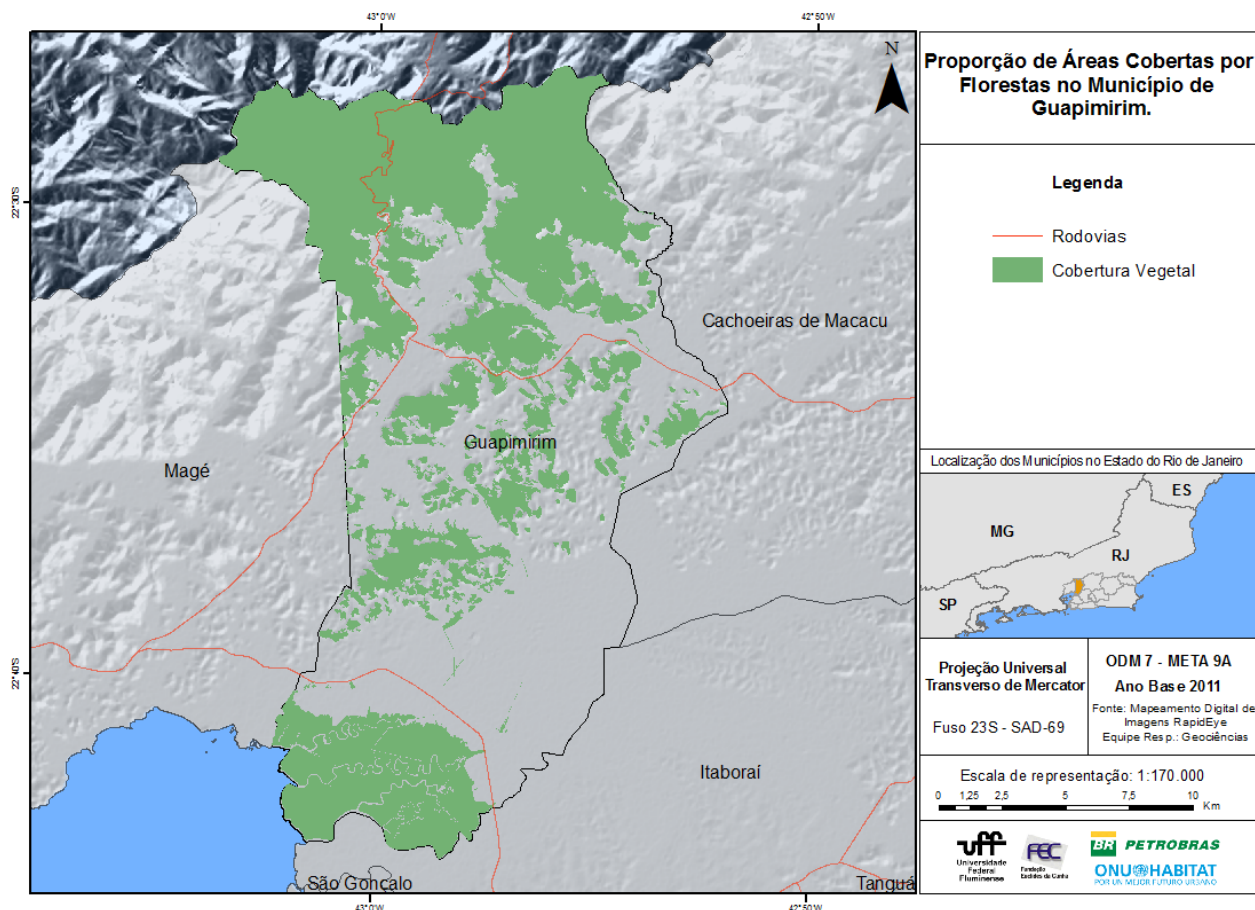 43°0'W
42°50'W
22°30'S
22°40'S
N
Cachoeiras de Macacu
Guapimirim
Magé
Itaboraí
São Gonçalo
Tanguá
43°0'W
42°50'W
Proporção de Áreas Cobertas por
Florestas no Município de
Guapimirim.
Legenda
Rodovias
Cobertura Vegetal
Localização dos Municípios no Estado do Rio de Janeiro
ES
MG
RJ
SP
Projeção Universal
Transverso de Mercator
Fuso 23S - SAD-69
ODM 7 - META 9A
Ano Base 2011
Fonte: Mapeamento Digital de
Imagens RapidEye
Equipe Resp.: Geociências
Escala de representação: 1:170.000
0 1,25 2,5 5 7,5 10
Km
uff
Universidade
Federal
Fluminense
FEC
Fundação
Euclides da Cunha
BR PETROBRAS
ONU HABITAT
POR UN MEJOR FUTURO URBANO